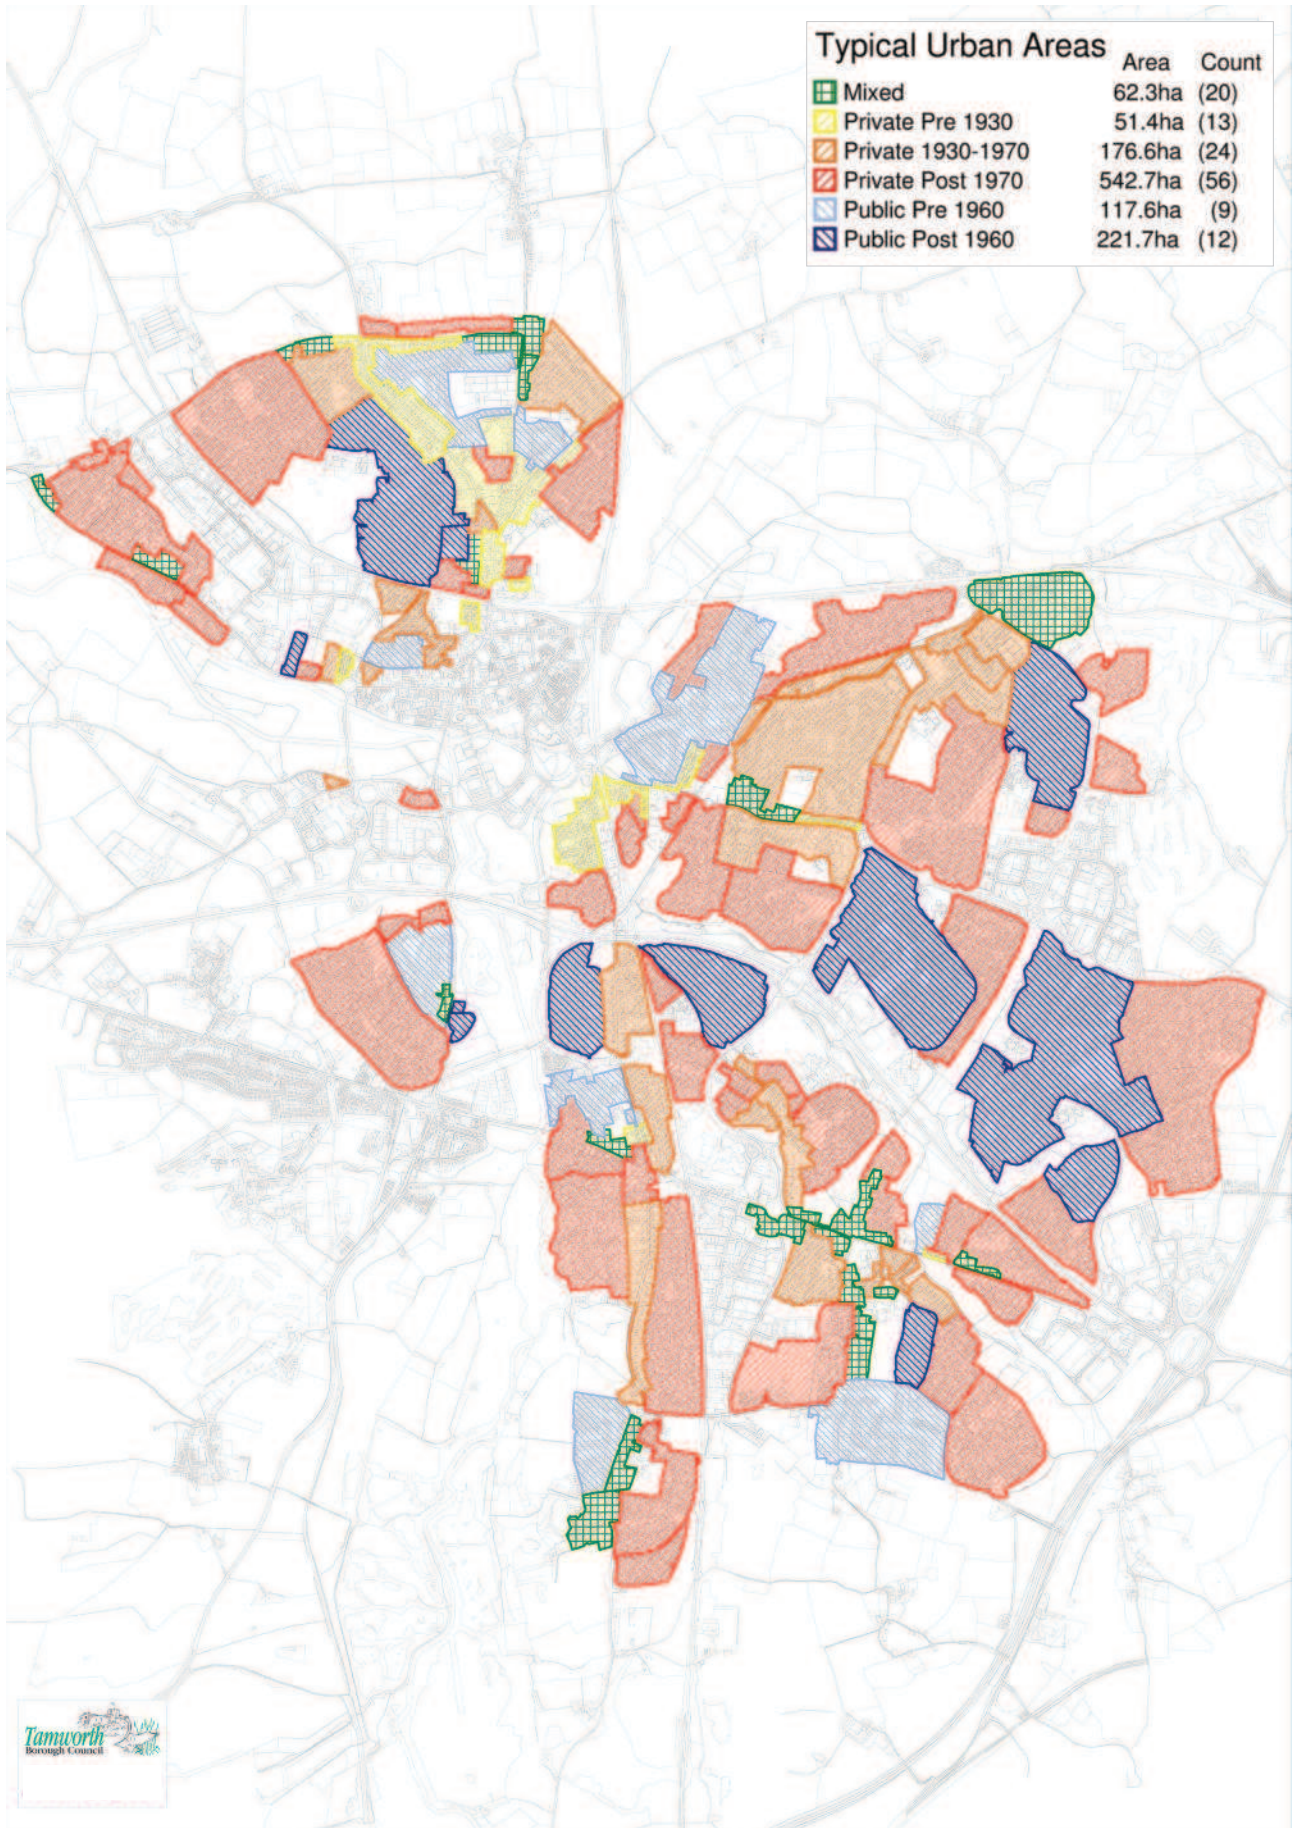 Typical Urban Areas Area Count
Mixed 62.3ha (20)
Private Pre 1930 51.4ha (13)
Private 1930-1970 176.6ha (24)
Private Post 1970 542.7ha (56)
Public Pre 1960 117.6ha (9)
Public Post 1960 221.7ha (12)
Tamworth
Borough Council